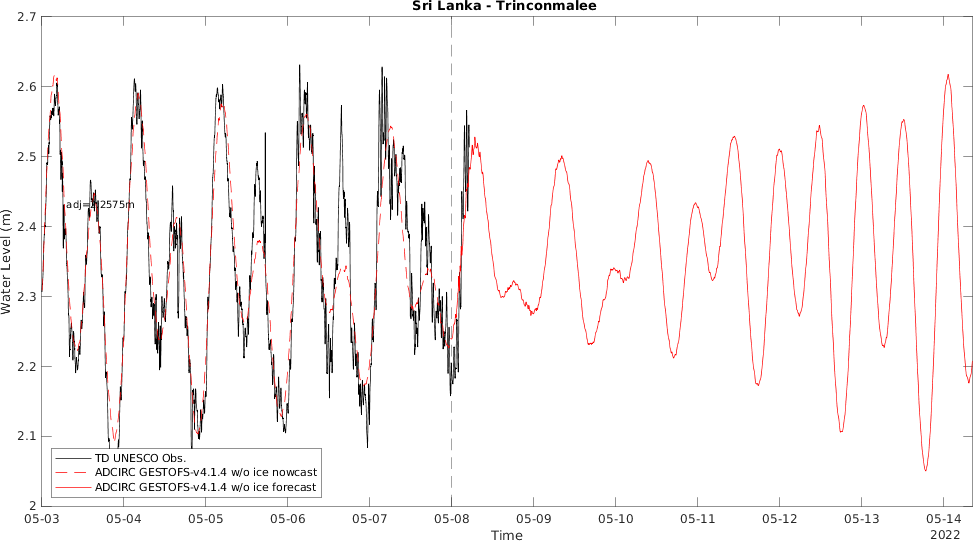 Sri Lanka - Trinconmalee
2.7
2.6
2.5
2.4
2.3
2.2
2.1
2
Water Level (m)
TD UNESCO Obs.
ADCIRC GESTOFS-v4.1.4 w/o ice nowcast
ADCIRC GESTOFS-v4.1.4 w/o ice forecast
05-03 05-04 05-05 05-06 05-07 05-08 05-09 05-10 05-11 05-12 05-13 05-14
Time
2022